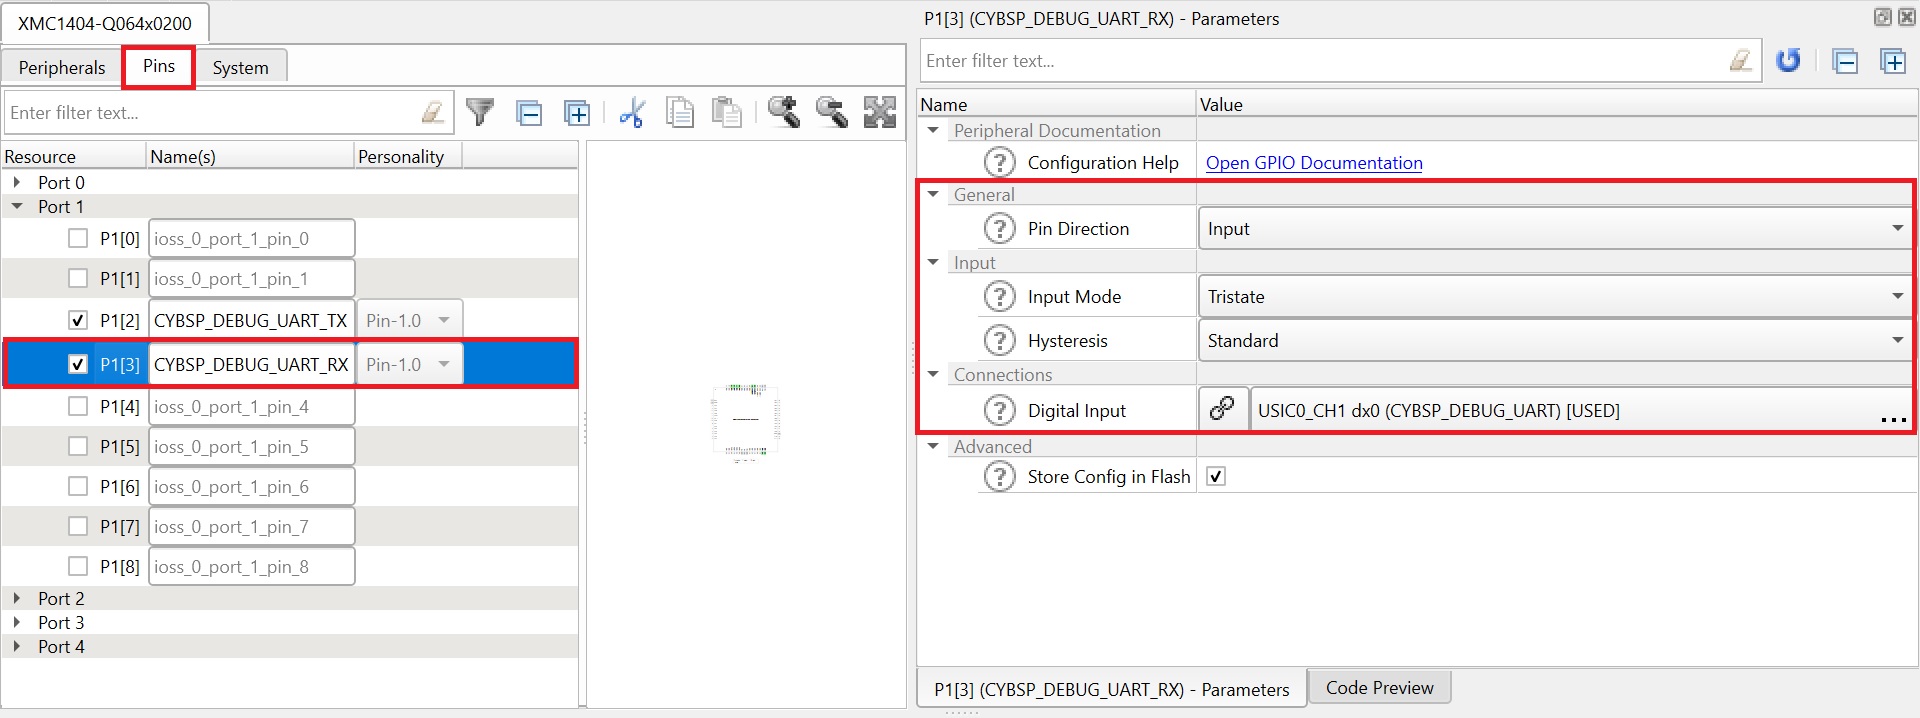 XMC1404-Q064x0200
Peripherals Pins System
Enter filter text...
Resource Name(s) Personality
Port 0
Port 1
P1[0] ioss_0_port_1_pin_0
P1[1] ioss_0_port_1_pin_1
P1[2] CYBSP_DEBUG_UART_TX Pin-1.0
P1[3] CYBSP_DEBUG_UART_RX Pin-1.0
P1[4] ioss_0_port_1_pin_4
P1[5] ioss_0_port_1_pin_5
P1[6] ioss_0_port_1_pin_6
P1[7] ioss_0_port_1_pin_7
P1[8] ioss_0_port_1_pin_8
Port 2
Port 3
Port 4
P1[3] (CYBSP_DEBUG_UART_RX) - Parameters
Enter filter text...
Name Value
Peripheral Documentation
? Configuration Help Open GPIO Documentation
General
? Pin Direction Input
Input
? Input Mode Tristate
? Hysteresis Standard
Connections
? Digital Input USIC0_CH1 dx0 (CYBSP_DEBUG_UART) [USED] ...
Advanced
? Store Config in Flash
P1[3] (CYBSP_DEBUG_UART_RX) - Parameters Code Preview